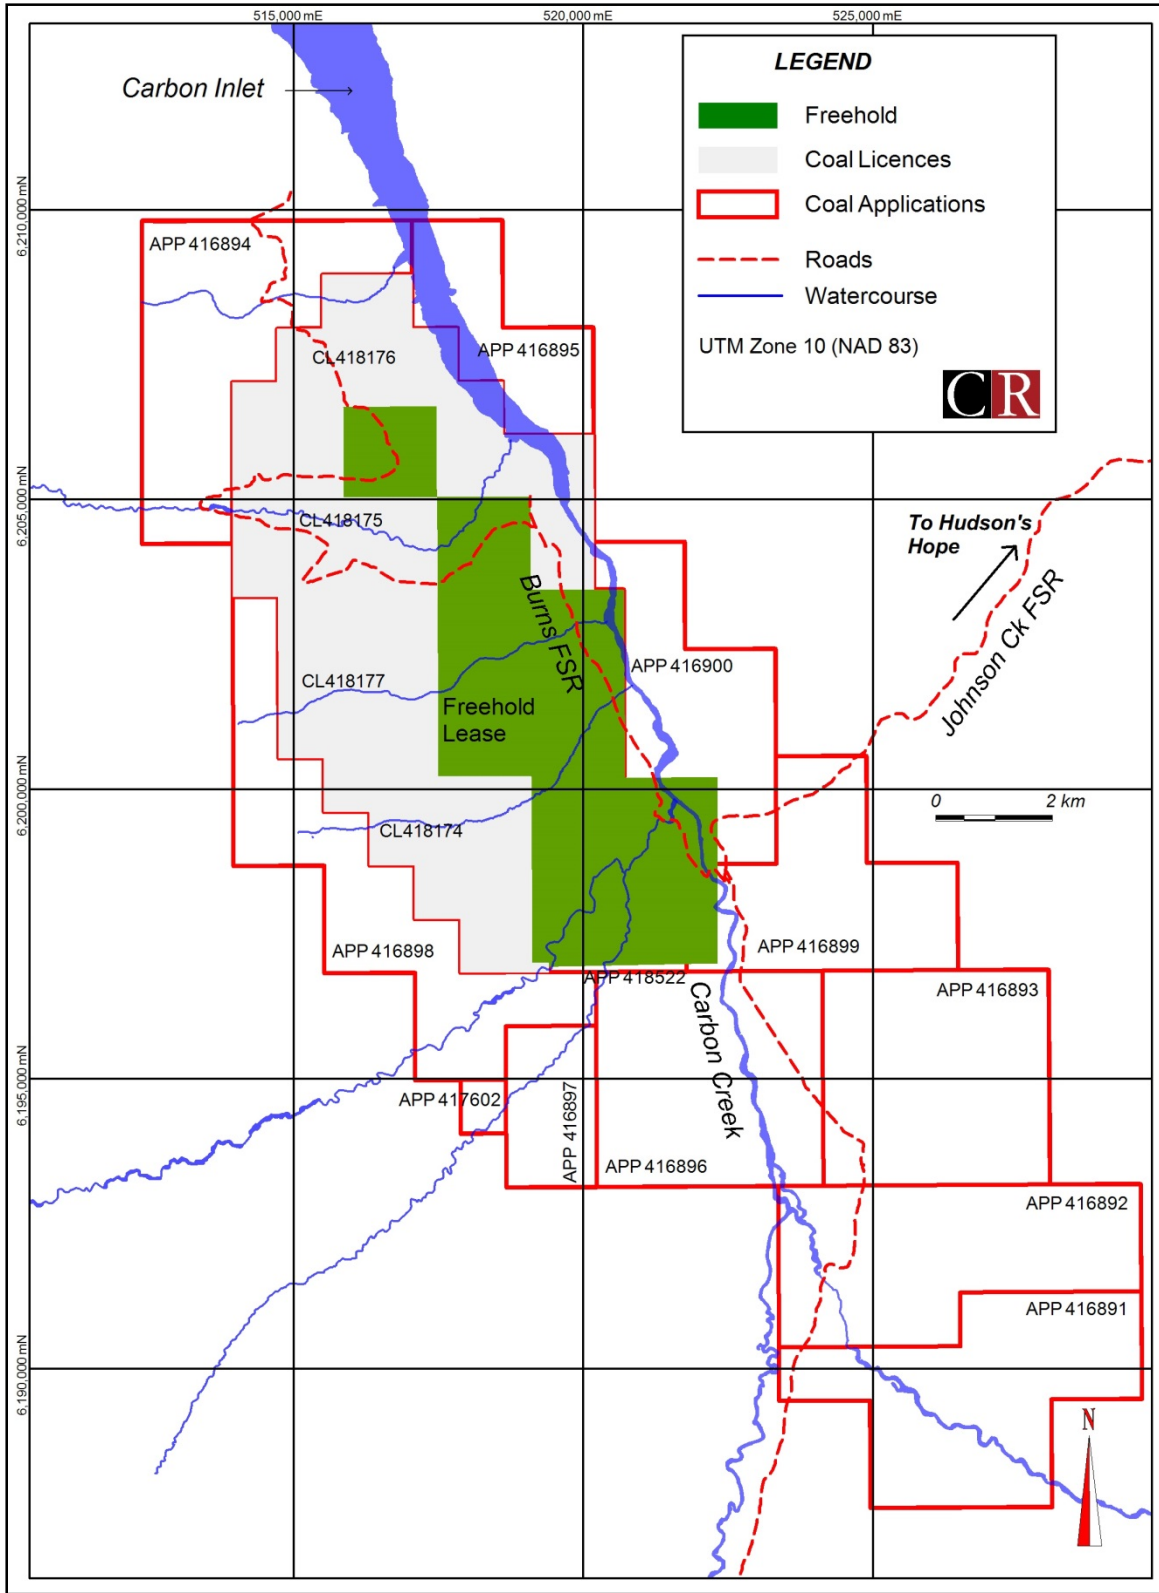 515,000 mE
520,000 mE
525,000 mE
Carbon Inlet
LEGEND
Freehold
Coal Licences
Coal Applications
Roads
Watercourse
UTM Zone 10 (NAD 83)
CR
6,210,000 mN
APP 416894
CL418176
APP 416895
6,205,000 mN
CL418175
To Hudson's
Hope
Johnson Ck FSR
Burns FSR
APP 416900
CL418177
Freehold
Lease
6,200,000 mN
0 2 km
CL418174
APP 416898
APP 416899
APP 418522
APP 416893
Carbon Creek
6,195,000 mN
APP 417602
APP 416897
APP 416896
APP 416892
APP 416891
6,190,000 mN
N